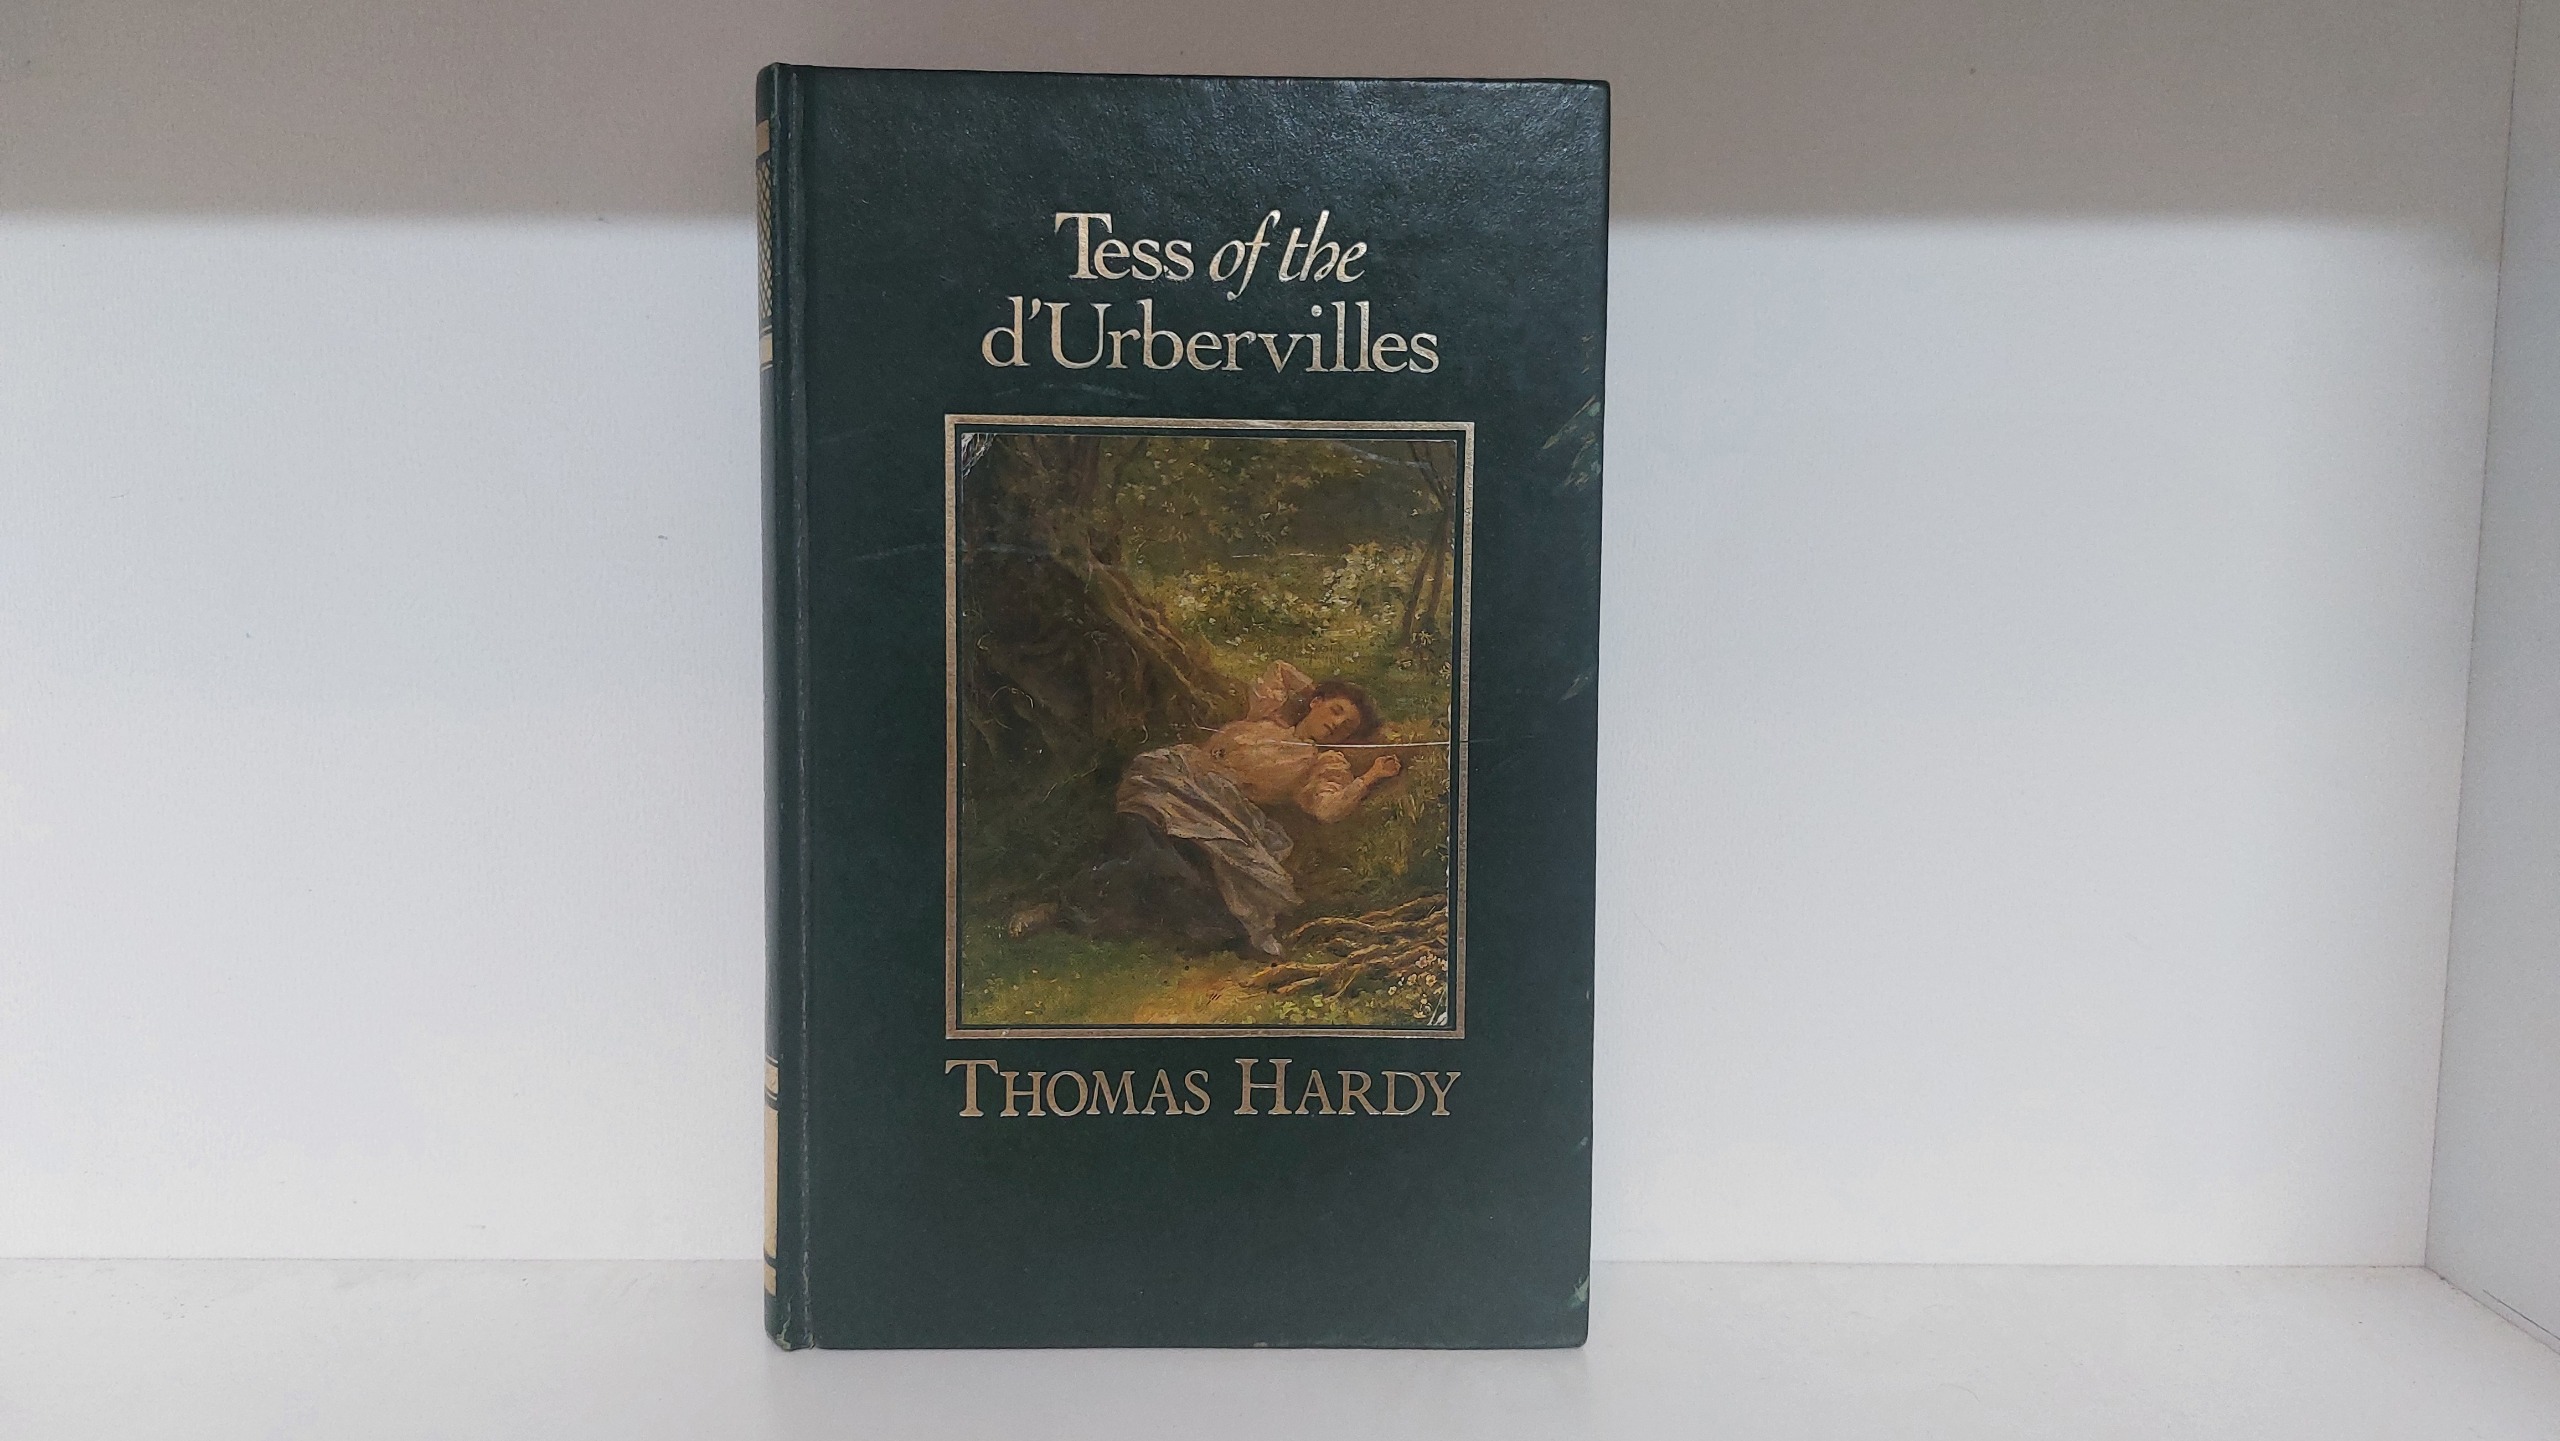 Tess of the
d'Urbervilles
THOMAS HARDY